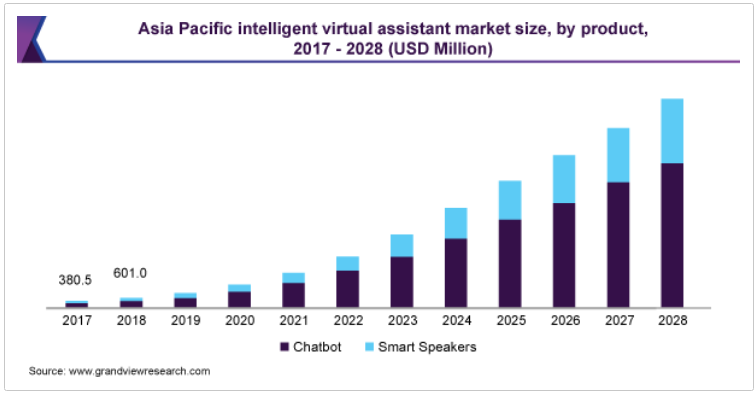 Asia Pacific intelligent virtual assistant market size, by product,
2017 - 2028 (USD Million)
380.5
601.0
2017 2018 2019 2020 2021 2022 2023 2024 2025 2026 2027 2028
Chatbot Smart Speakers
Source: www.grandviewresearch.com